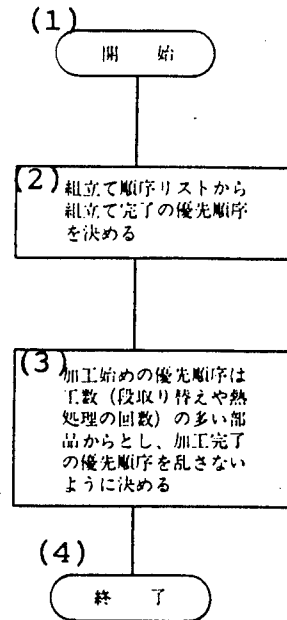 (1)
開 始
(2)
組立て順序リストから
組立て完了の優先順序
を決める
(3)
加工始めの優先順序は
工数(段取り替えや熱
処理の回数)の多い部
品からとし、加工完了
の優先順序を乱さない
ように決める
(4)
終 了